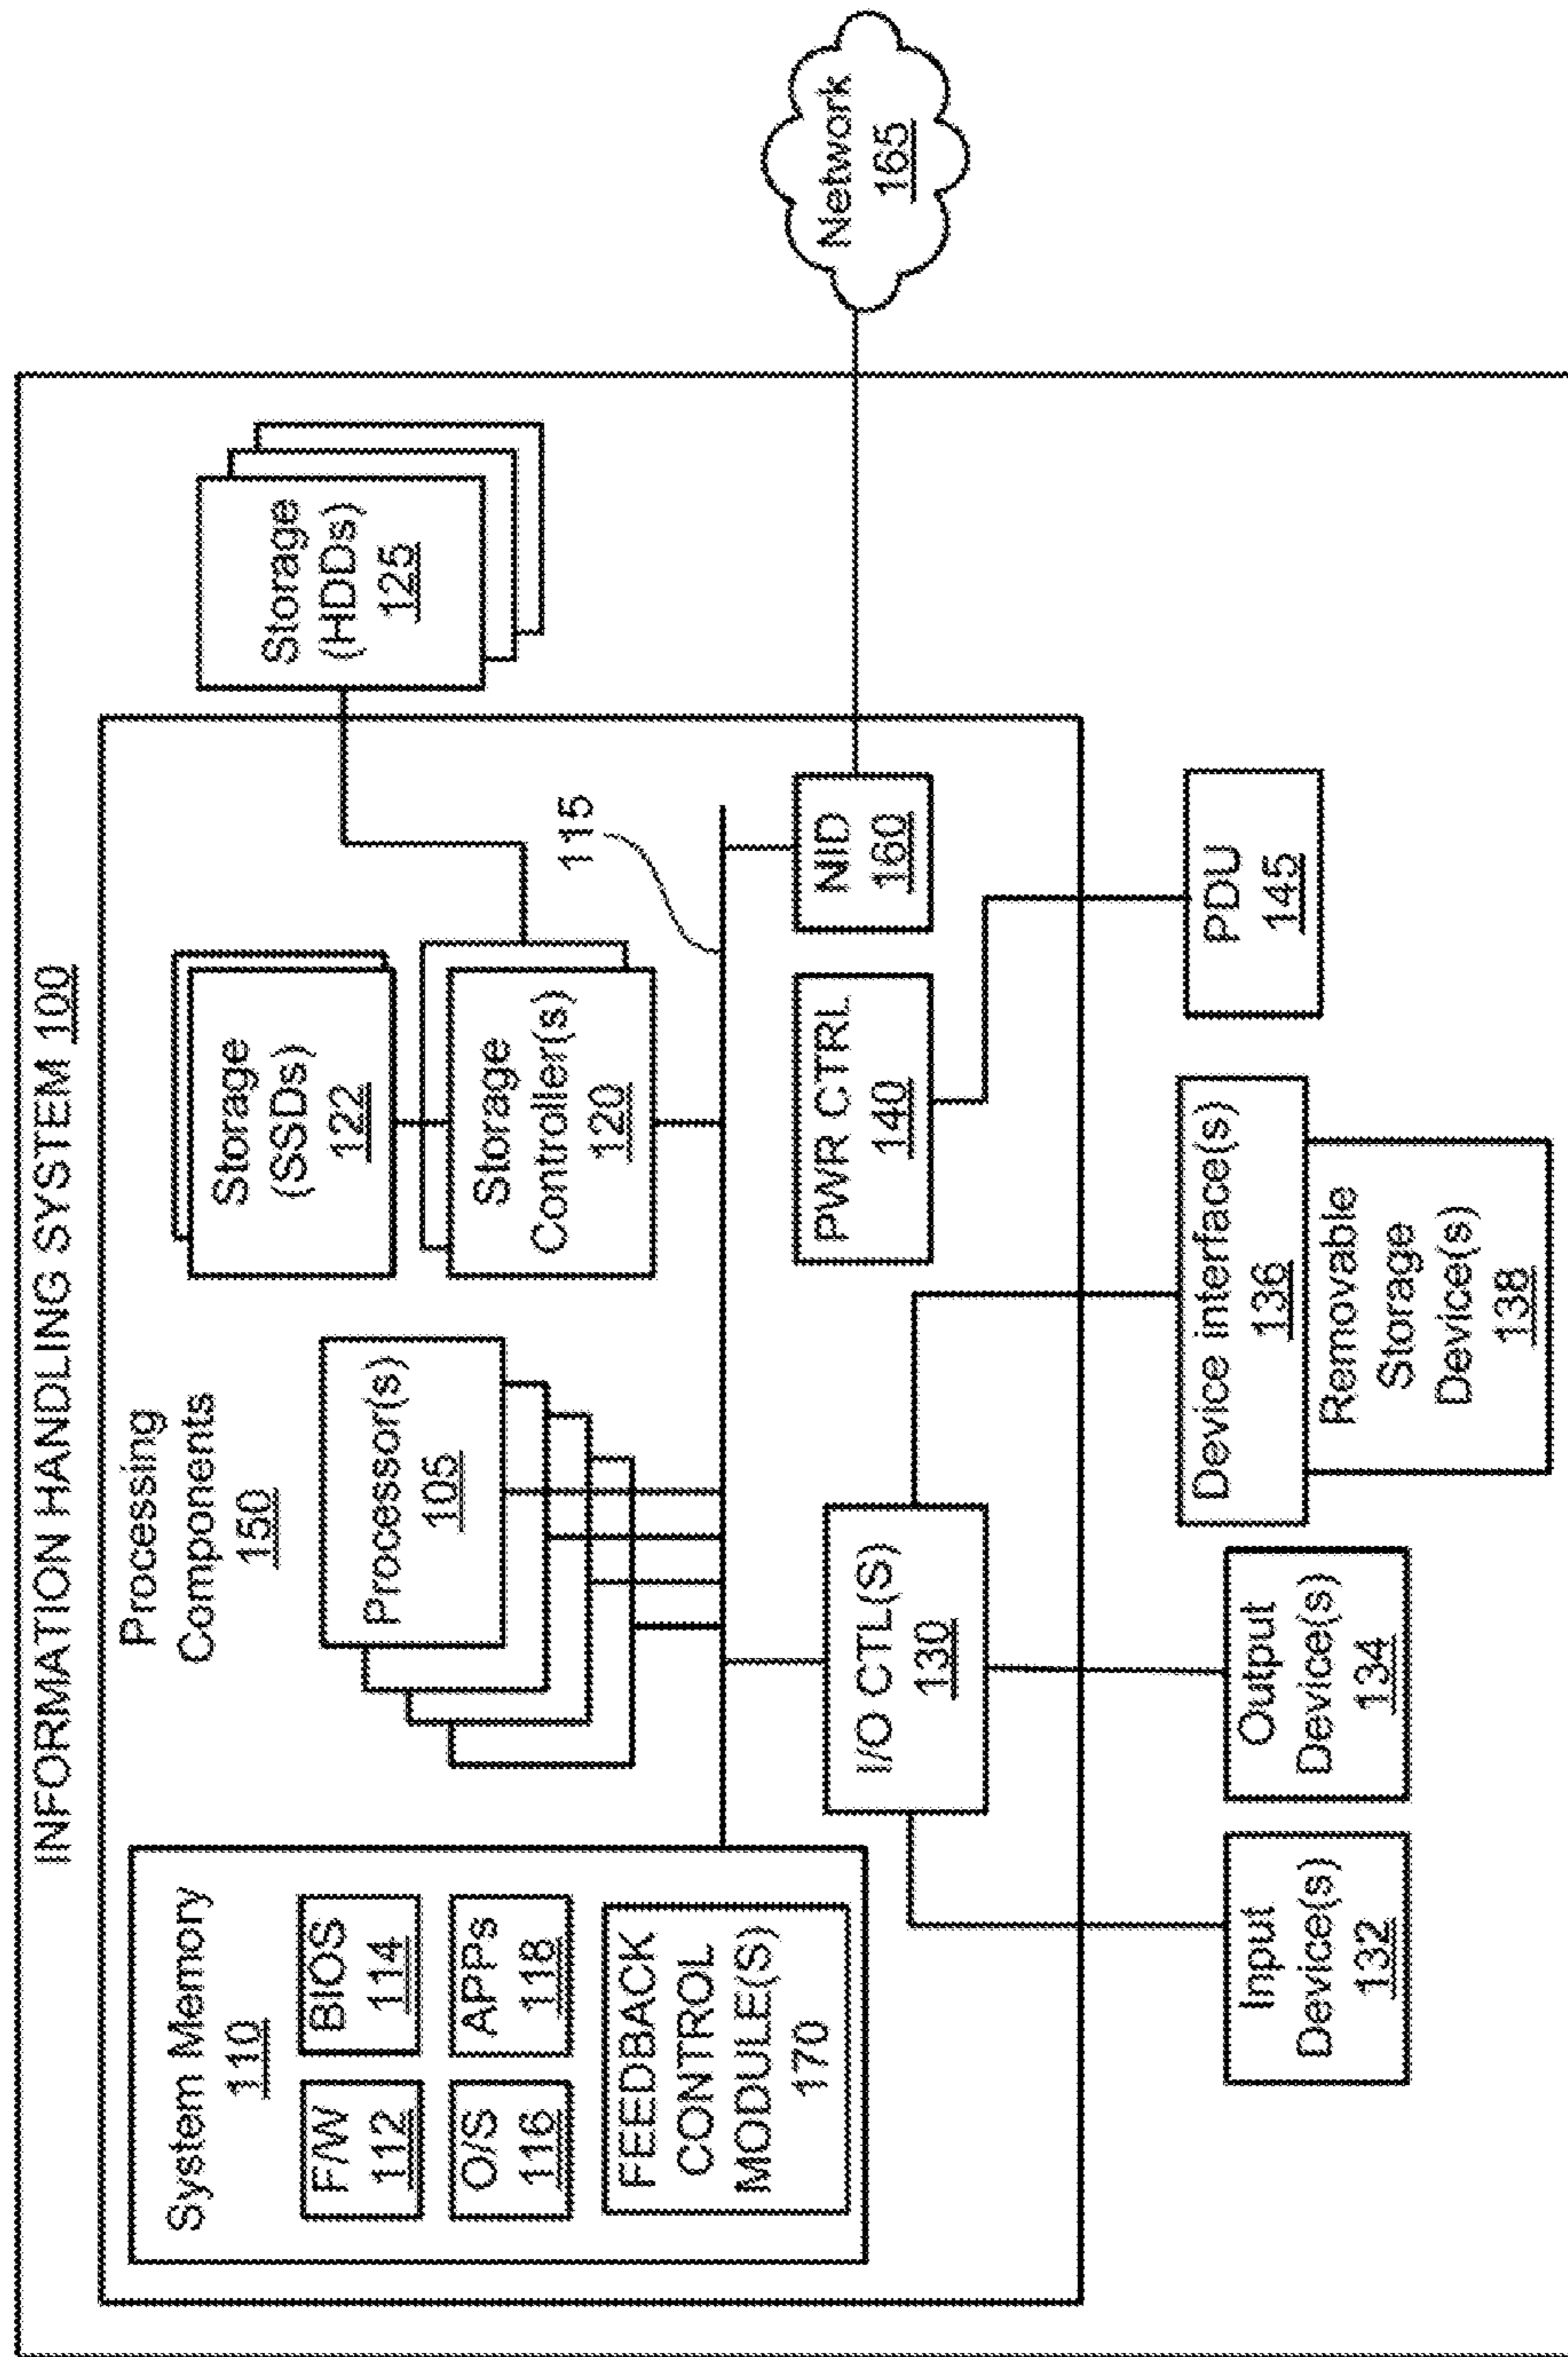 INFORMATION HANDLING SYSTEM 100
Processing
Components
150
System Memory
110
F/W
112
BIOS
114
O/S
116
APPs
118
FEEDBACK
CONTROL
MODULE(S)
170
Processor(s)
105
Storage
(SSDs)
122
Storage
Controller(s)
120
Storage
(HDDs)
125
115
I/O CTL(S)
130
PWR CTRL
140
NID
160
Network
165
Input
Device(s)
132
Output
Device(s)
134
Device interface(s)
136
Removable
Storage
Device(s)
138
PDU
145